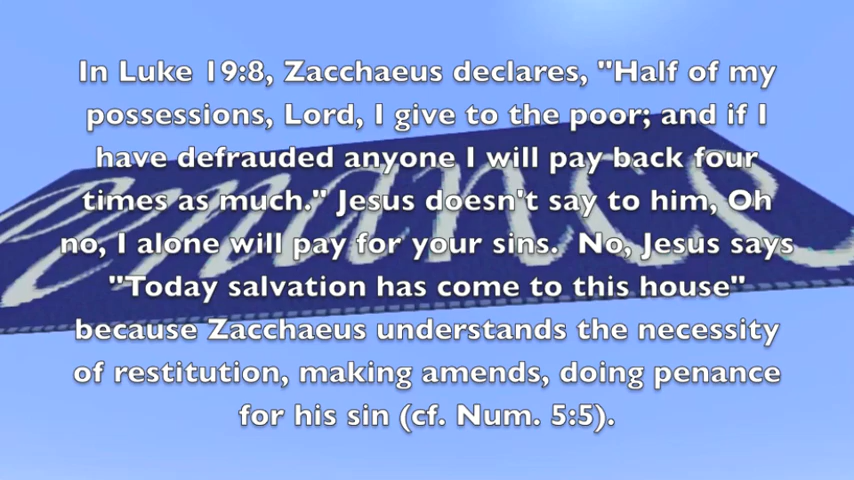 In Luke 19:8, Zacchaeus declares, "Half of my
possessions, Lord, I give to the poor; and if I
have defrauded anyone I will pay back four
times as much." Jesus doesn't say to him, Oh
no, I alone will pay for your sins.  No, Jesus says
"Today salvation has come to this house"
because Zacchaeus understands the necessity
of restitution, making amends, doing penance
for his sin (cf. Num. 5:5).